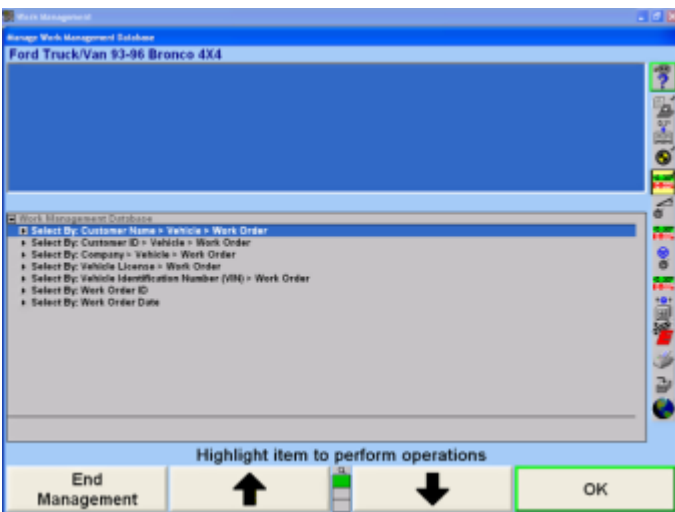 Work Management
Manage Work Management Database
Ford Truck/Van 93-96 Bronco 4X4
Work Management Database
Select By: Customer Name > Vehicle > Work Order
Select By: Customer ID > Vehicle > Work Order
Select By: Company > Vehicle > Work Order
Select By: Vehicle License > Work Order
Select By: Vehicle Identification Number (VIN) > Work Order
Select By: Work Order ID
Select By: Work Order Date
Highlight item to perform operations
End
Management
OK